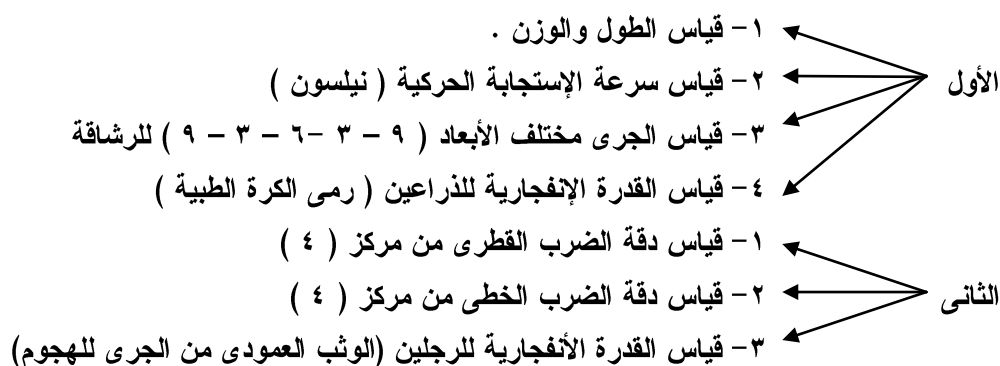 ١- قياس الطول والوزن .
الأول
٢- قياس سرعة الإستجابة الحركية ( نيلسون )
٣- قياس الجرى مختلف الأبعاد ( ٩ – ٣ -٦ – ٣ – ٩ ) للرشاقة
٤- قياس القدرة الإنفجارية للذراعين ( رمى الكرة الطبية )
١- قياس دقة الضرب القطرى من مركز ( ٤ )
الثانى
٢- قياس دقة الضرب الخطى من مركز ( ٤ )
٣- قياس القدرة الأنفجارية للرجلين (الوثب العمودى من الجرى للهجوم)